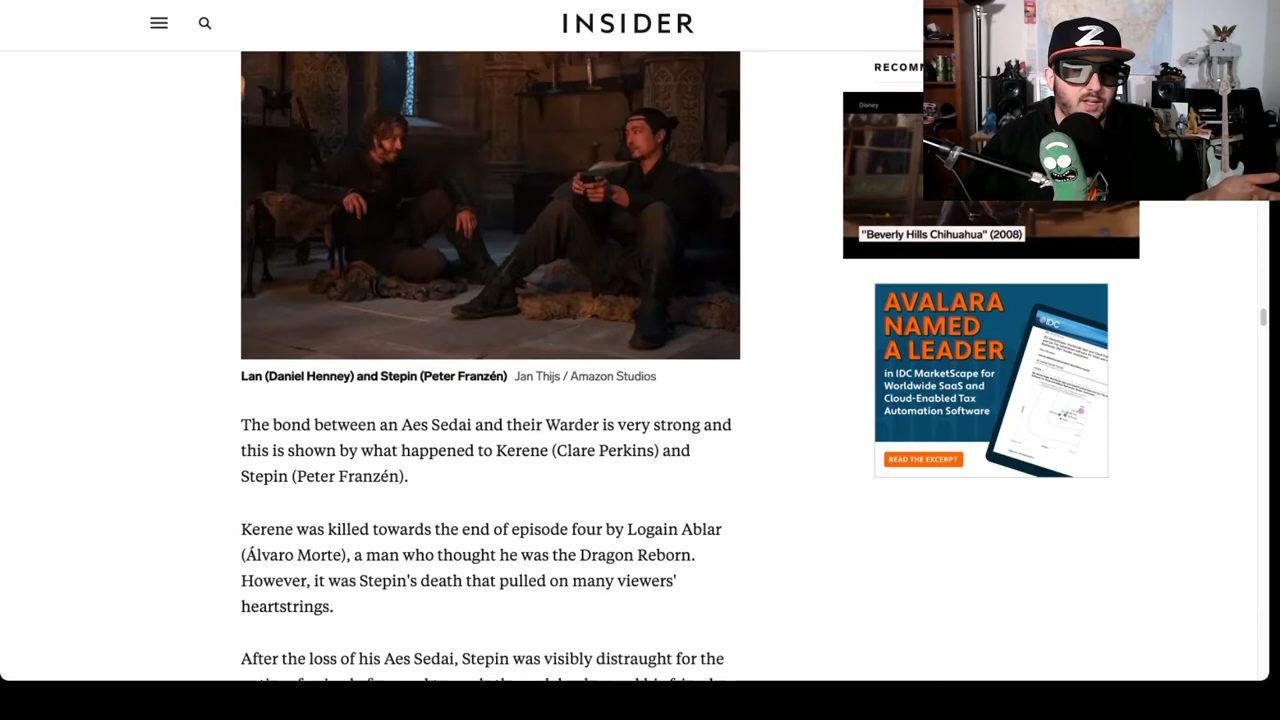 INSIDER
RECOMM
Disney
"Beverly Hills Chihuahua" (2008)
Z
Lan (Daniel Henney) and Stepin (Peter Franzén) Jan Thijs / Amazon Studios
The bond between an Aes Sedai and their Warder is very strong and
this is shown by what happened to Kerene (Clare Perkins) and
Stepin (Peter Franzén).
Kerene was killed towards the end of episode four by Logain Ablar
(Álvaro Morte), a man who thought he was the Dragon Reborn.
However, it was Stepin's death that pulled on many viewers'
heartstrings.
After the loss of his Aes Sedai, Stepin was visibly distraught for the
AVALARA
NAMED
A LEADER
in IDC MarketScape for
Worldwide SaaS and
Cloud-Enabled Tax
Automation Software
READ THE EXCERPT
IDC